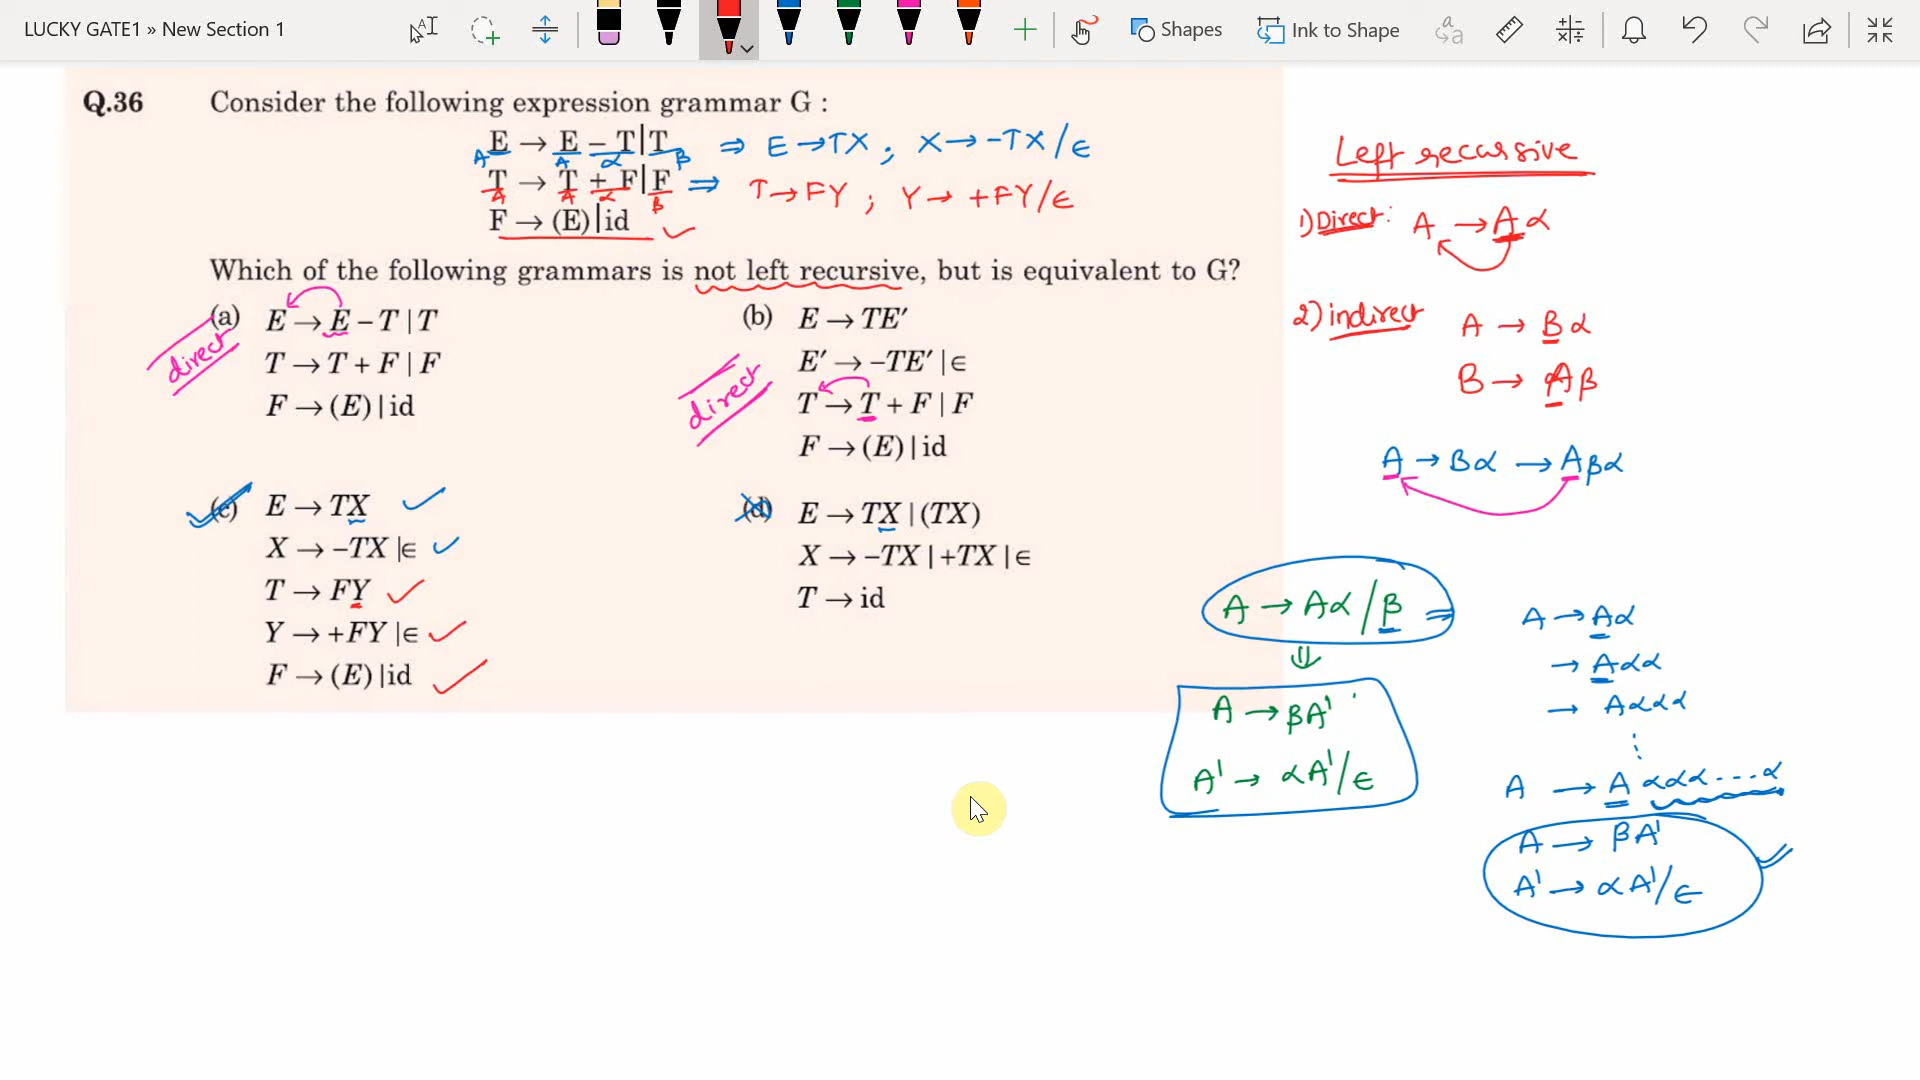 LUCKY GATE1 » New Section 1
Shapes
Ink to Shape
Q.36 Consider the following expression grammar G :
E → E – T|T ⇒ E → TX ; X → -TX/ϵ
A A α β
T → T + F|F ⇒ T → FY ; Y → +FY/ϵ
A A α B
F → (E)|id
Which of the following grammars is not left recursive, but is equivalent to G?
(a) E → E – T | T
T → T + F | F
F → (E) | id
direct
(b) E → TE′
E′ → –TE′ |∈
T → T + F | F
F → (E) | id
direct
(c) E → TX
X → –TX |∈
T → FY
Y → +FY |∈
F → (E) |id
(d) E → TX | (TX)
X → –TX | +TX |∈
T → id
Left recursive
1) Direct: A → Aα
2) indirect A → Bα
B → Aβ
A → Bα → Aβα
A → Aα/β ⇒
⇓
A → βA'
A' → αA'/ϵ
A → Aα
→ Aαα
→ Aααα
⋮
A → A ααα...α
A → βA'
A' → αA'/ϵ